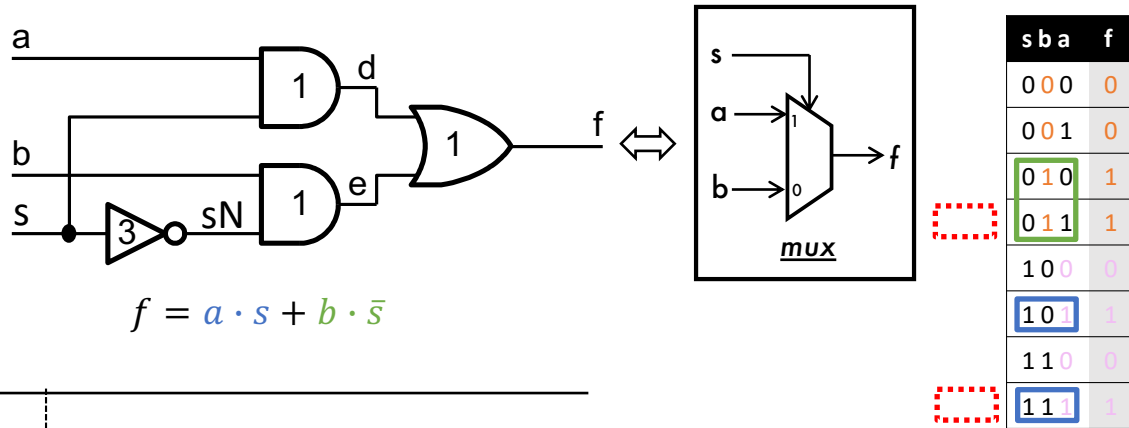 a
1
d
1
f
b
1
e
s
3
sN
f = a · s + b · s̄
s
a
1
f
b
0
mux
s b a f
0 0 0 0
0 0 1 0
0 1 0 1
0 1 1 1
1 0 0 0
1 0 1 1
1 1 0 0
1 1 1 1